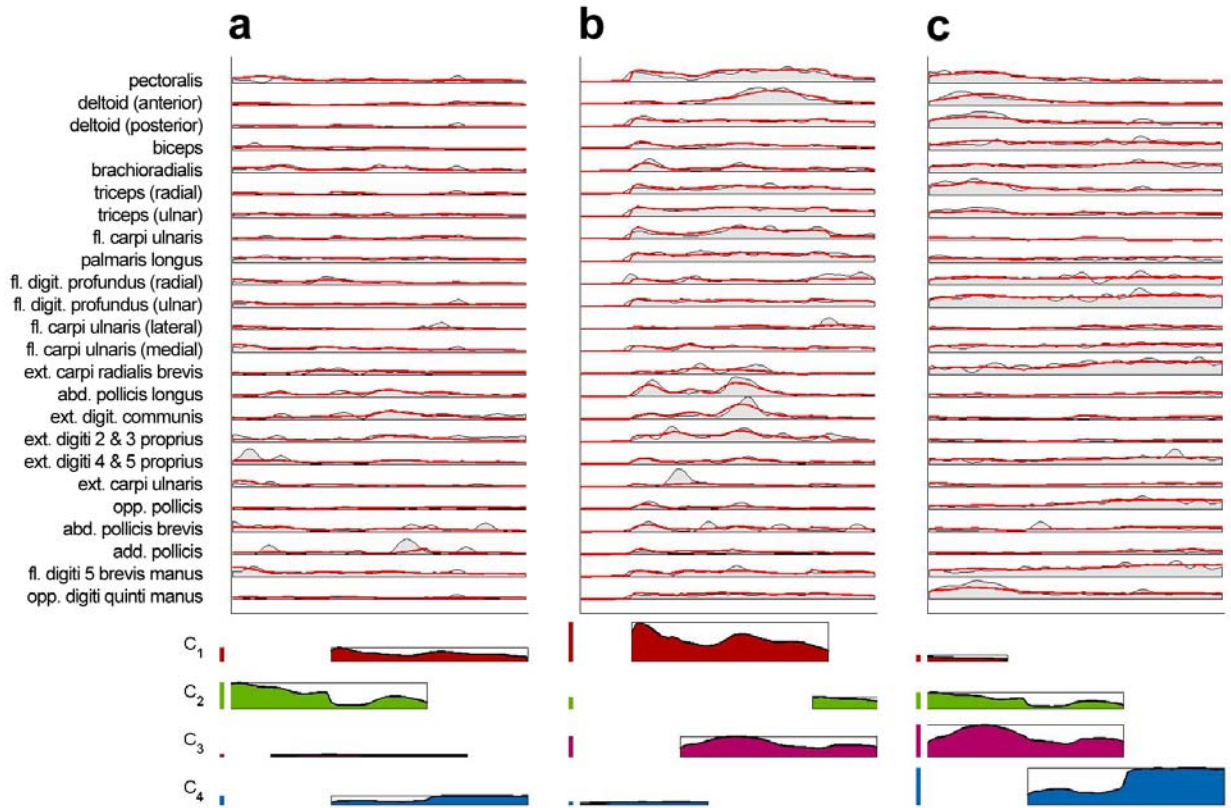 a b c
pectoralis
deltoid (anterior)
deltoid (posterior)
biceps
brachioradialis
triceps (radial)
triceps (ulnar)
fl. carpi ulnaris
palmaris longus
fl. digit. profundus (radial)
fl. digit. profundus (ulnar)
fl. carpi ulnaris (lateral)
fl. carpi ulnaris (medial)
ext. carpi radialis brevis
abd. pollicis longus
ext. digit. communis
ext. digiti 2 & 3 proprius
ext. digiti 4 & 5 proprius
ext. carpi ulnaris
opp. pollicis
abd. pollicis brevis
add. pollicis
fl. digiti 5 brevis manus
opp. digiti quinti manus
C1
C2
C3
C4